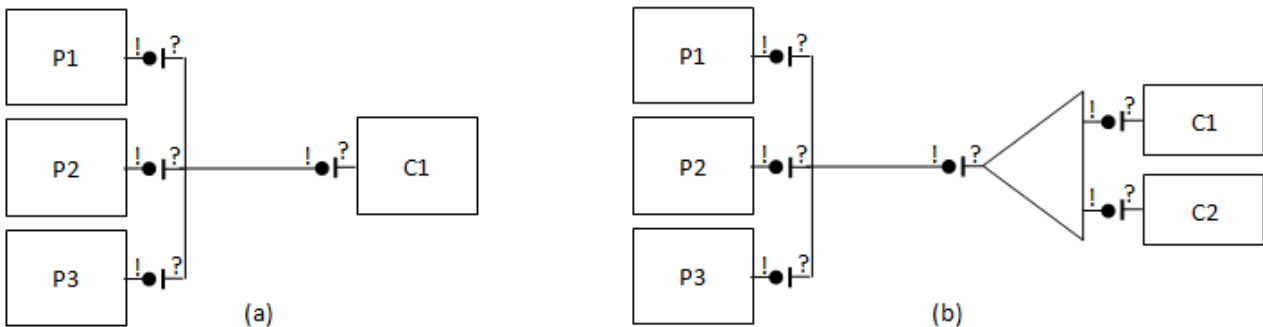 P1 ! ?
P2 ! ? ! ? C1
P3 ! ?
(a)
P1 ! ?
P2 ! ? ! ? ! ? C1
! ? C2
P3 ! ?
(b)